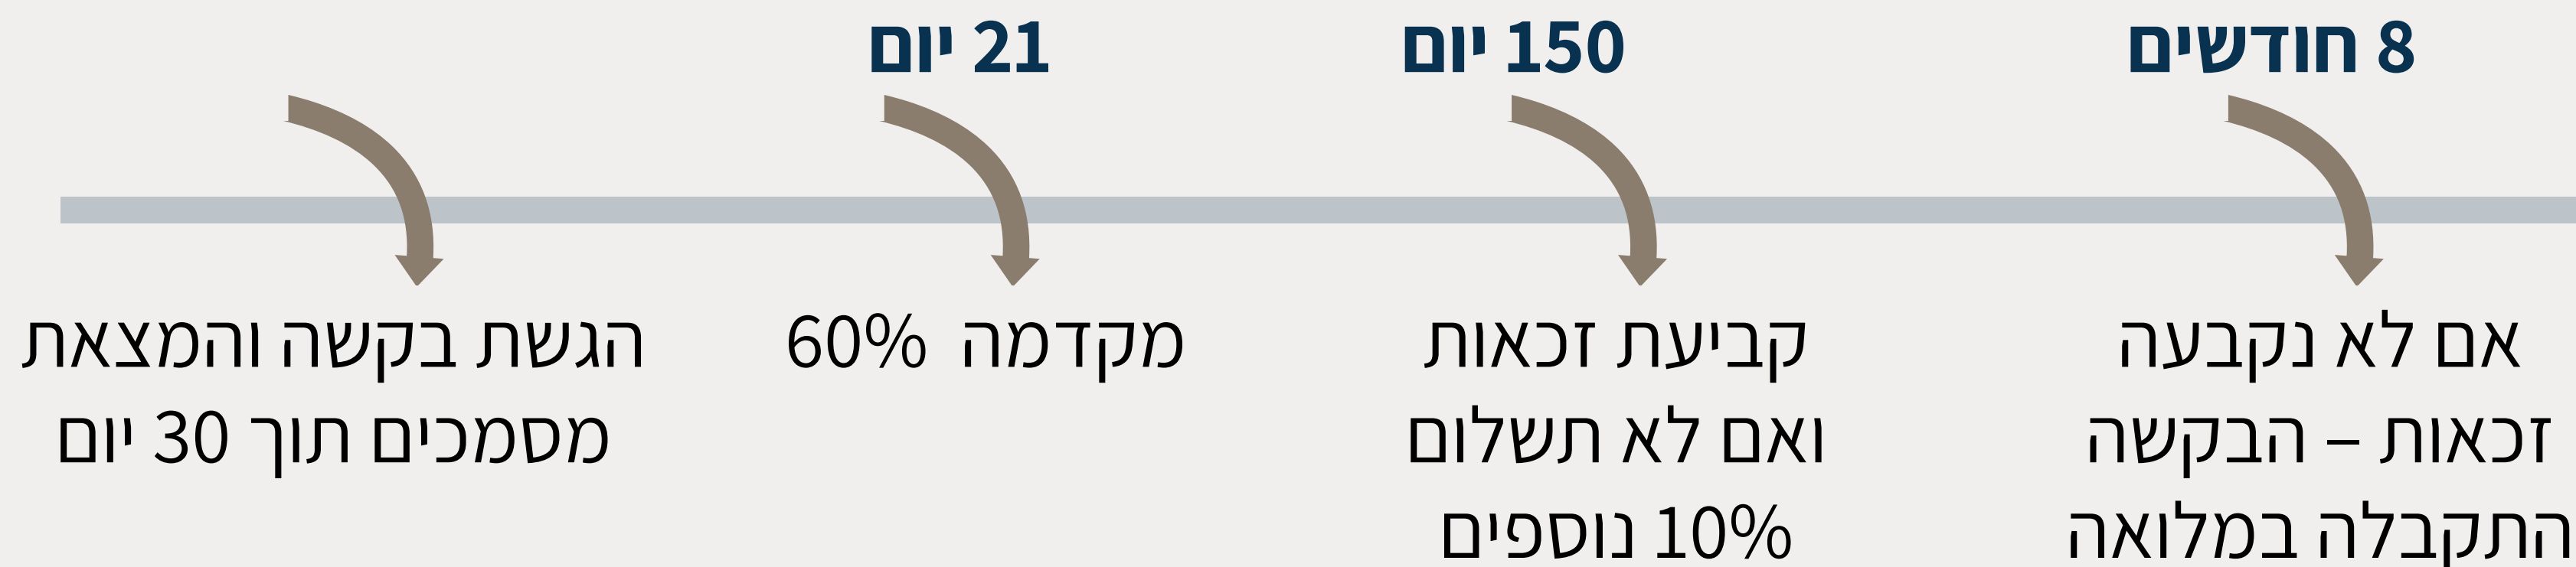 הגשת בקשה והמצאת
מסמכים תוך 30 יום
21 יום
מקדמה 60%
150 יום
קביעת זכאות
ואם לא תשלום
10% נוספים
8 חודשים
אם לא נקבעה
זכאות – הבקשה
התקבלה במלואה